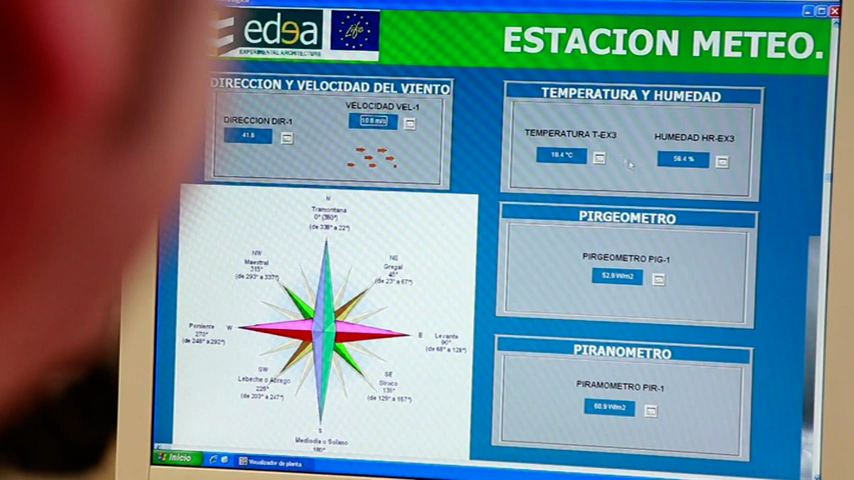 edea
EXPERIMENTAL ARCHITECTURE
Life
ESTACION METEO.
DIRECCION Y VELOCIDAD DEL VIENTO
VELOCIDAD VEL-1
DIRECCION DIR-1
10.8 m/s
41.8
TEMPERATURA Y HUMEDAD
TEMPERATURA T-EX3
HUMEDAD HR-EX3
18.4 °C
56.4 %
PIRGEOMETRO
PIRGEOMETRO PIG-1
52.8 W/m2
PIRANOMETRO
PIRAMOMETRO PIR-1
60.9 W/m2
N
Tramontana
0° (360)
(de 338° a 22°)
NW
Maestral
315°
(de 293° a 337°)
NE
Gregal
45°
(de 23° a 67°)
Poniente
270°
(de 248° a 292°)
W
E
Levante
90°
(de 68° a 128°)
SW
Lebeche o Abrego
225°
(de 203° a 247°)
SE
Siroco
135°
(de 129° a 157°)
S
Mediodia o Solano
180°
Inicio
Visualizador de planta